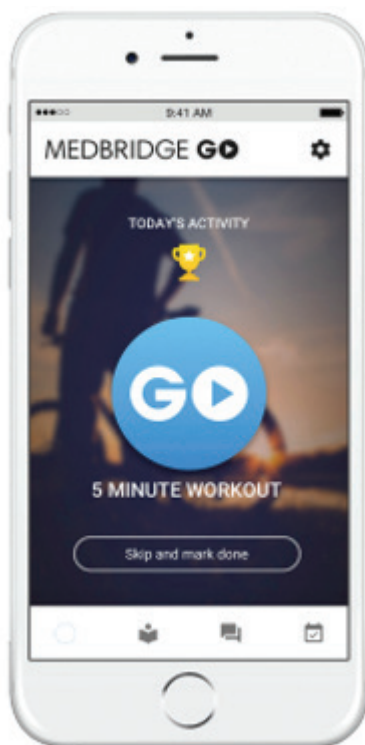 9:41 AM
MEDBRIDGE GO
TODAY'S ACTIVITY
GO
5 MINUTE WORKOUT
Skip and mark done